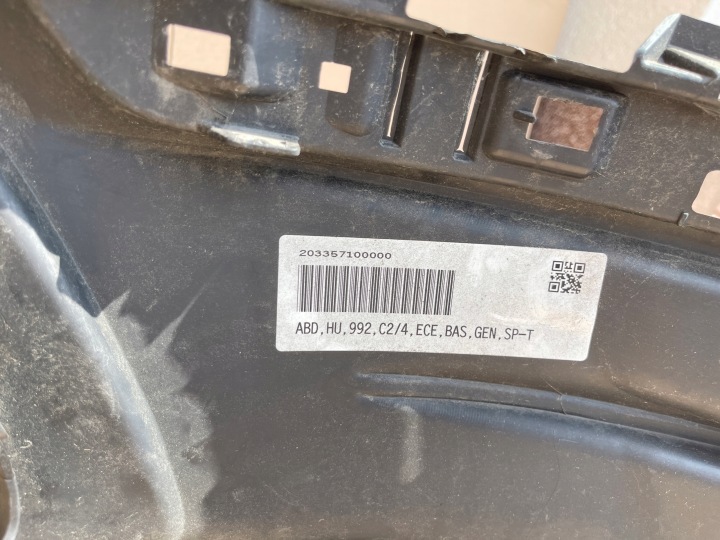 203357100000
ABD,HU,992,C2/4,ECE,BAS,GEN,SP-T